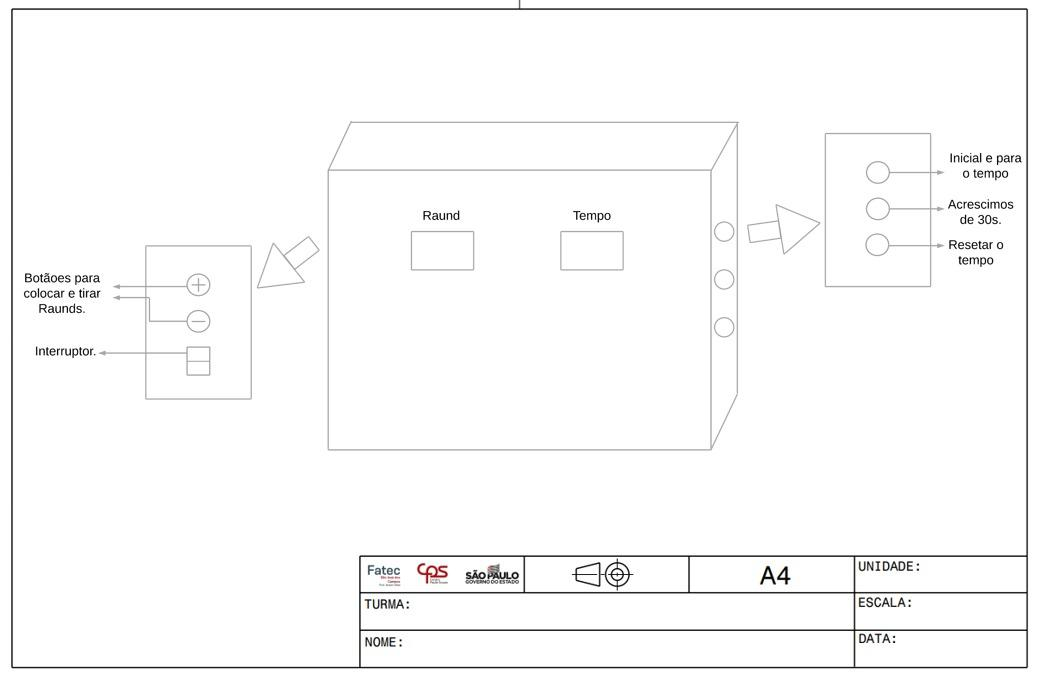 Inicial e para
o tempo
Raund
Tempo
Acrescimos
de 30s.
Resetar o
tempo
Botãoes para
colocar e tirar
Raunds.
Interruptor.
Fatec
CPS
SÃO PAULO
GOVERNO DO ESTADO
A4
UNIDADE:
TURMA:
ESCALA:
NOME:
DATA: